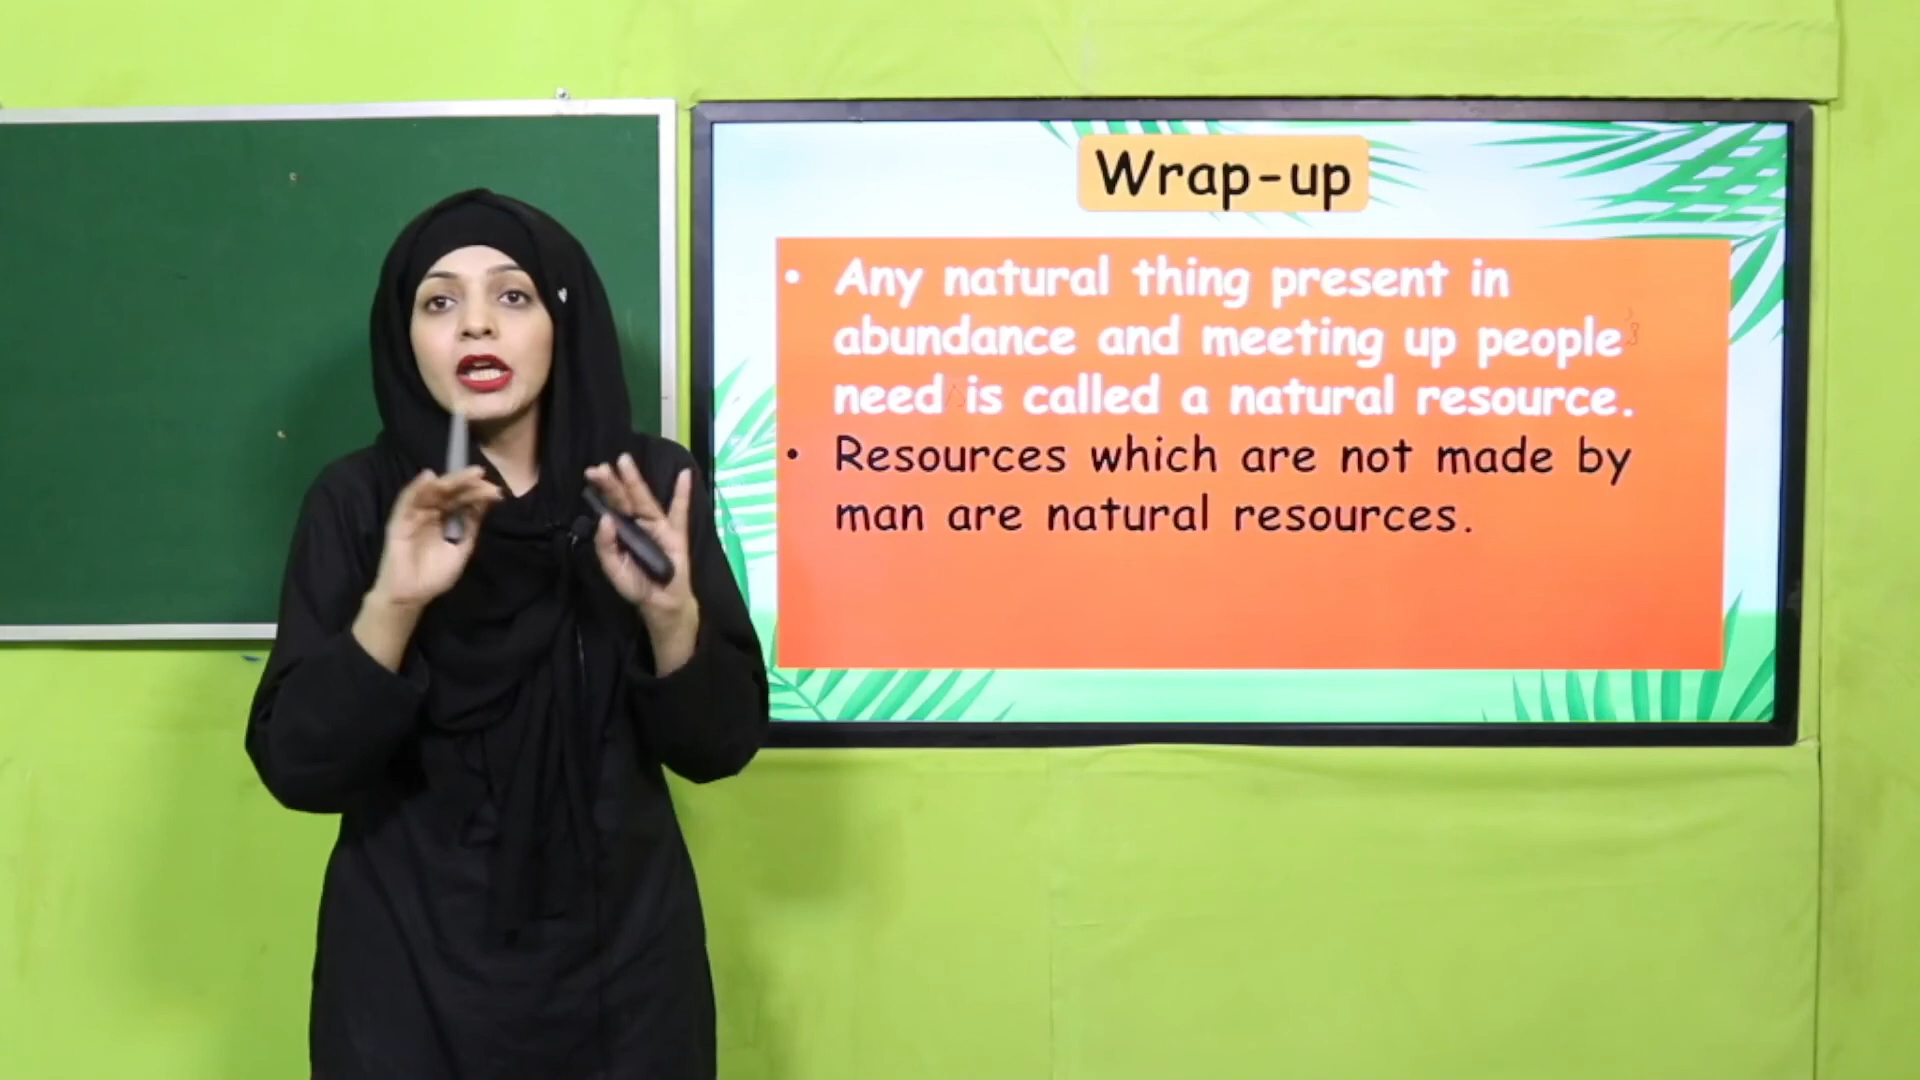 Wrap-up
• Any natural thing present in
abundance and meeting up people's
need is called a natural resource.
• Resources which are not made by
man are natural resources.